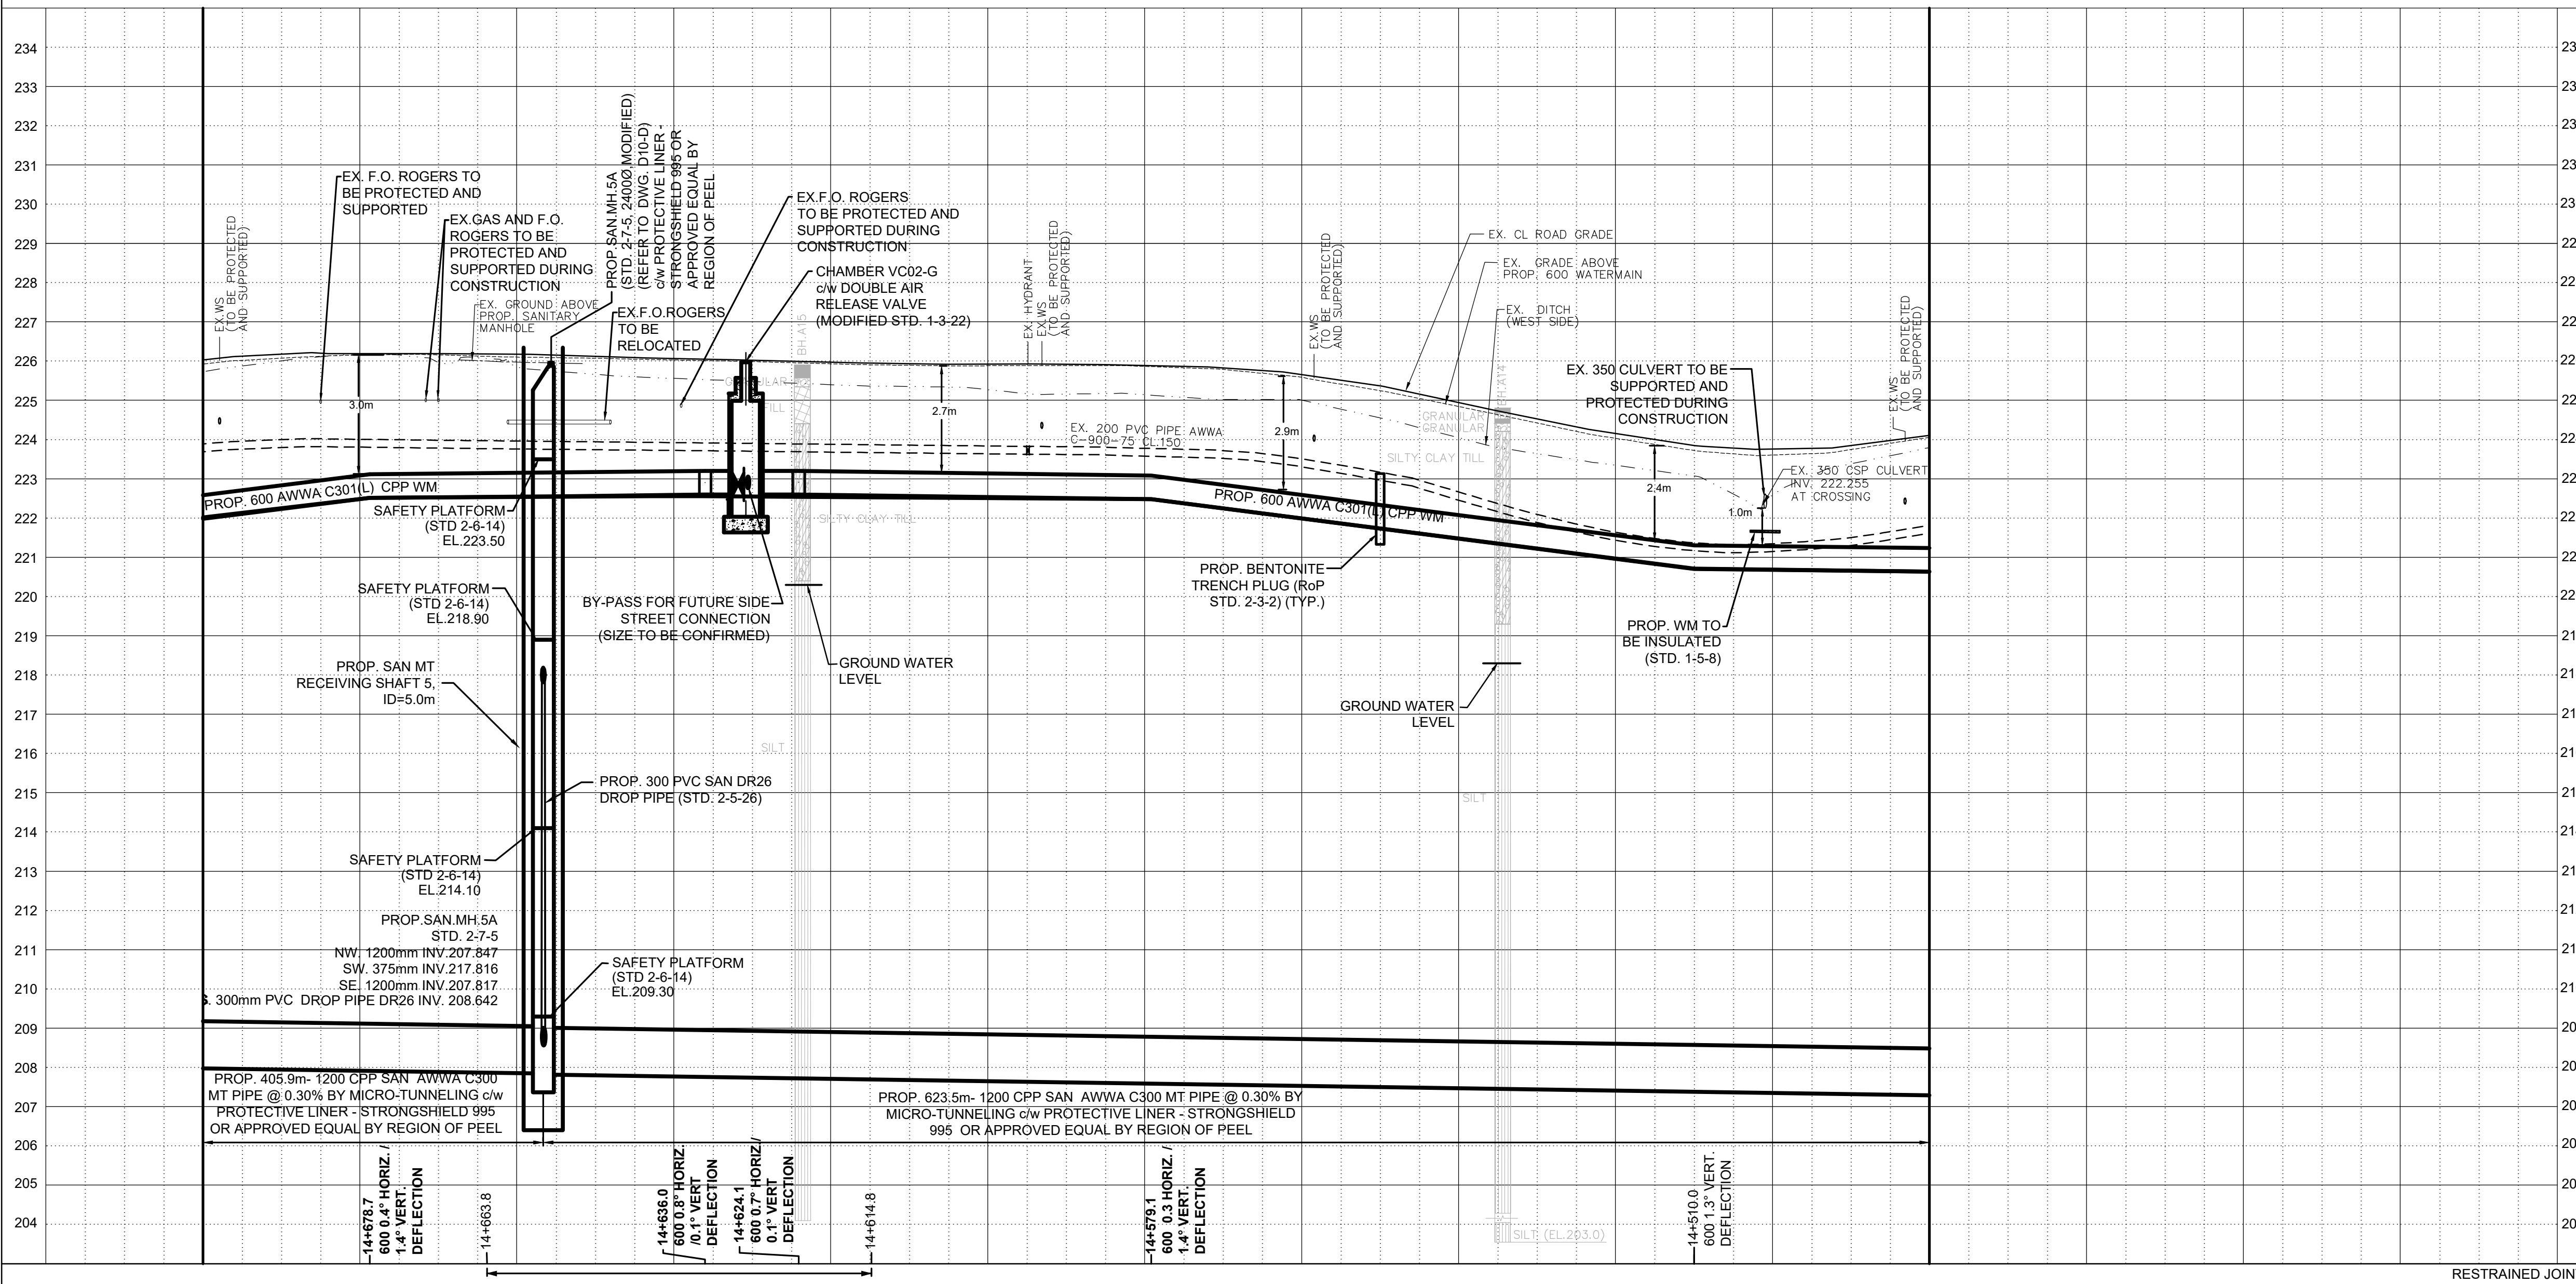 234
233
232
231
230
229
228
227
226
225
224
223
222
221
220
219
218
217
216
215
214
213
212
211
210
209
208
207
206
205
204
EX.WS
(TO BE PROTECTED
AND SUPPORTED)
EX. F.O. ROGERS TO
BE PROTECTED AND
SUPPORTED
EX.GAS AND F.O.
ROGERS TO BE
PROTECTED AND
SUPPORTED DURING
CONSTRUCTION
EX. GROUND ABOVE
PROP. SANITARY
MANHOLE
PROP.SAN.MH.5A
(STD. 2-7-5, 2400Ø,MODIFIED)
(REFER TO DWG. D10-D)
c/w PROTECTIVE LINER -
STRONGSHIELD 995 OR
APPROVED EQUAL BY
REGION OF PEEL
EX.F.O.ROGERS
TO BE
RELOCATED
EX.F.O. ROGERS
TO BE PROTECTED AND
SUPPORTED DURING
CONSTRUCTION
CHAMBER VC02-G
c/w DOUBLE AIR
RELEASE VALVE
(MODIFIED STD. 1-3-22)
BH.A15
EX. HYDRANT
EX.WS
(TO BE PROTECTED
AND SUPPORTED)
EX.WS
(TO BE PROTECTED
AND SUPPORTED)
EX. CL ROAD GRADE
EX. GRADE ABOVE
PROP. 600 WATERMAIN
EX. DITCH
(WEST SIDE)
BH.A14
EX. 350 CULVERT TO BE
SUPPORTED AND
PROTECTED DURING
CONSTRUCTION
EX.WS
(TO BE PROTECTED
AND SUPPORTED)
3.0m
GRANULAR
FILL
2.7m
2.9m
EX. 200 PVC PIPE AWWA
C-900-75 CL.150
GRANULAR
GRANULAR
SILTY CLAY TILL
2.4m
1.0m
EX. 350 CSP CULVERT
INV. 222.255
AT CROSSING
PROP. 600 AWWA C301(L) CPP WM
SAFETY PLATFORM
(STD 2-6-14)
EL.223.50
SILTY CLAY TILL
PROP. 600 AWWA C301(L) CPP WM
SAFETY PLATFORM
(STD 2-6-14)
EL.218.90
BY-PASS FOR FUTURE SIDE
STREET CONNECTION
(SIZE TO BE CONFIRMED)
PROP. BENTONITE
TRENCH PLUG (RoP
STD. 2-3-2) (TYP.)
PROP. WM TO
BE INSULATED
(STD. 1-5-8)
GROUND WATER
LEVEL
GROUND WATER
LEVEL
PROP. SAN MT
RECEIVING SHAFT 5,
ID=5.0m
SILT
SILT
PROP. 300 PVC SAN DR26
DROP PIPE (STD. 2-5-26)
SAFETY PLATFORM
(STD 2-6-14)
EL.214.10
PROP.SAN.MH.5A
STD. 2-7-5
NW. 1200mm INV.207.847
SW. 375mm INV.217.816
SE. 1200mm INV.207.817
300mm PVC DROP PIPE DR26 INV. 208.642
SAFETY PLATFORM
(STD 2-6-14)
EL.209.30
PROP. 405.9m- 1200 CPP SAN AWWA C300
MT PIPE @ 0.30% BY MICRO-TUNNELING c/w
PROTECTIVE LINER - STRONGSHIELD 995
OR APPROVED EQUAL BY REGION OF PEEL
PROP. 623.5m- 1200 CPP SAN AWWA C300 MT PIPE @ 0.30% BY
MICRO-TUNNELING c/w PROTECTIVE LINER - STRONGSHIELD
995 OR APPROVED EQUAL BY REGION OF PEEL
14+678.7
600 0.4° HORIZ. /
1.4° VERT.
DEFLECTION
14+663.8
14+636.0
600 0.8° HORIZ.
/0.1° VERT
DEFLECTION
14+624.1
600 0.7° HORIZ./
0.1° VERT
DEFLECTION
14+614.8
14+579.1
600 0.3 HORIZ. /
1.4° VERT.
DEFLECTION
14+510.0
600 1.3° VERT.
DEFLECTION
SILT (EL.203.0)
RESTRAINED JOIN